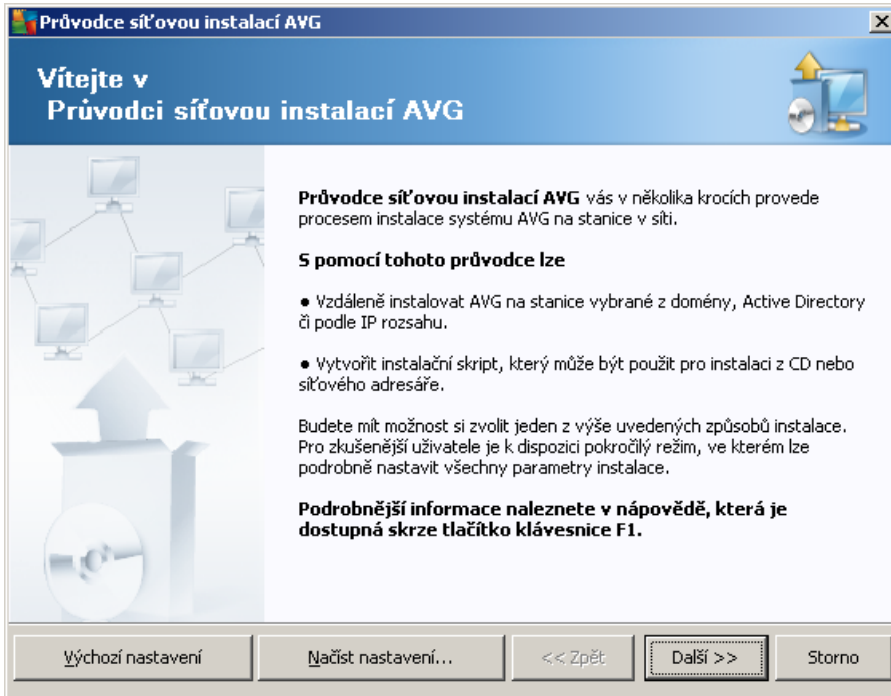 Průvodce síťovou instalací AVG
Vítejte v
Průvodci síťovou instalací AVG
Průvodce síťovou instalací AVG vás v několika krocích provede
procesem instalace systému AVG na stanice v síti.
S pomocí tohoto průvodce lze
● Vzdáleně instalovat AVG na stanice vybrané z domény, Active Directory
či podle IP rozsahu.
● Vytvořit instalační skript, který může být použit pro instalaci z CD nebo
síťového adresáře.
Budete mít možnost si zvolit jeden z výše uvedených způsobů instalace.
Pro zkušenější uživatele je k dispozici pokročilý režim, ve kterém lze
podrobně nastavit všechny parametry instalace.
Podrobnější informace naleznete v nápovědě, která je
dostupná skrze tlačítko klávesnice F1.
Výchozí nastavení
Načíst nastavení...
<< Zpět
Další >>
Storno